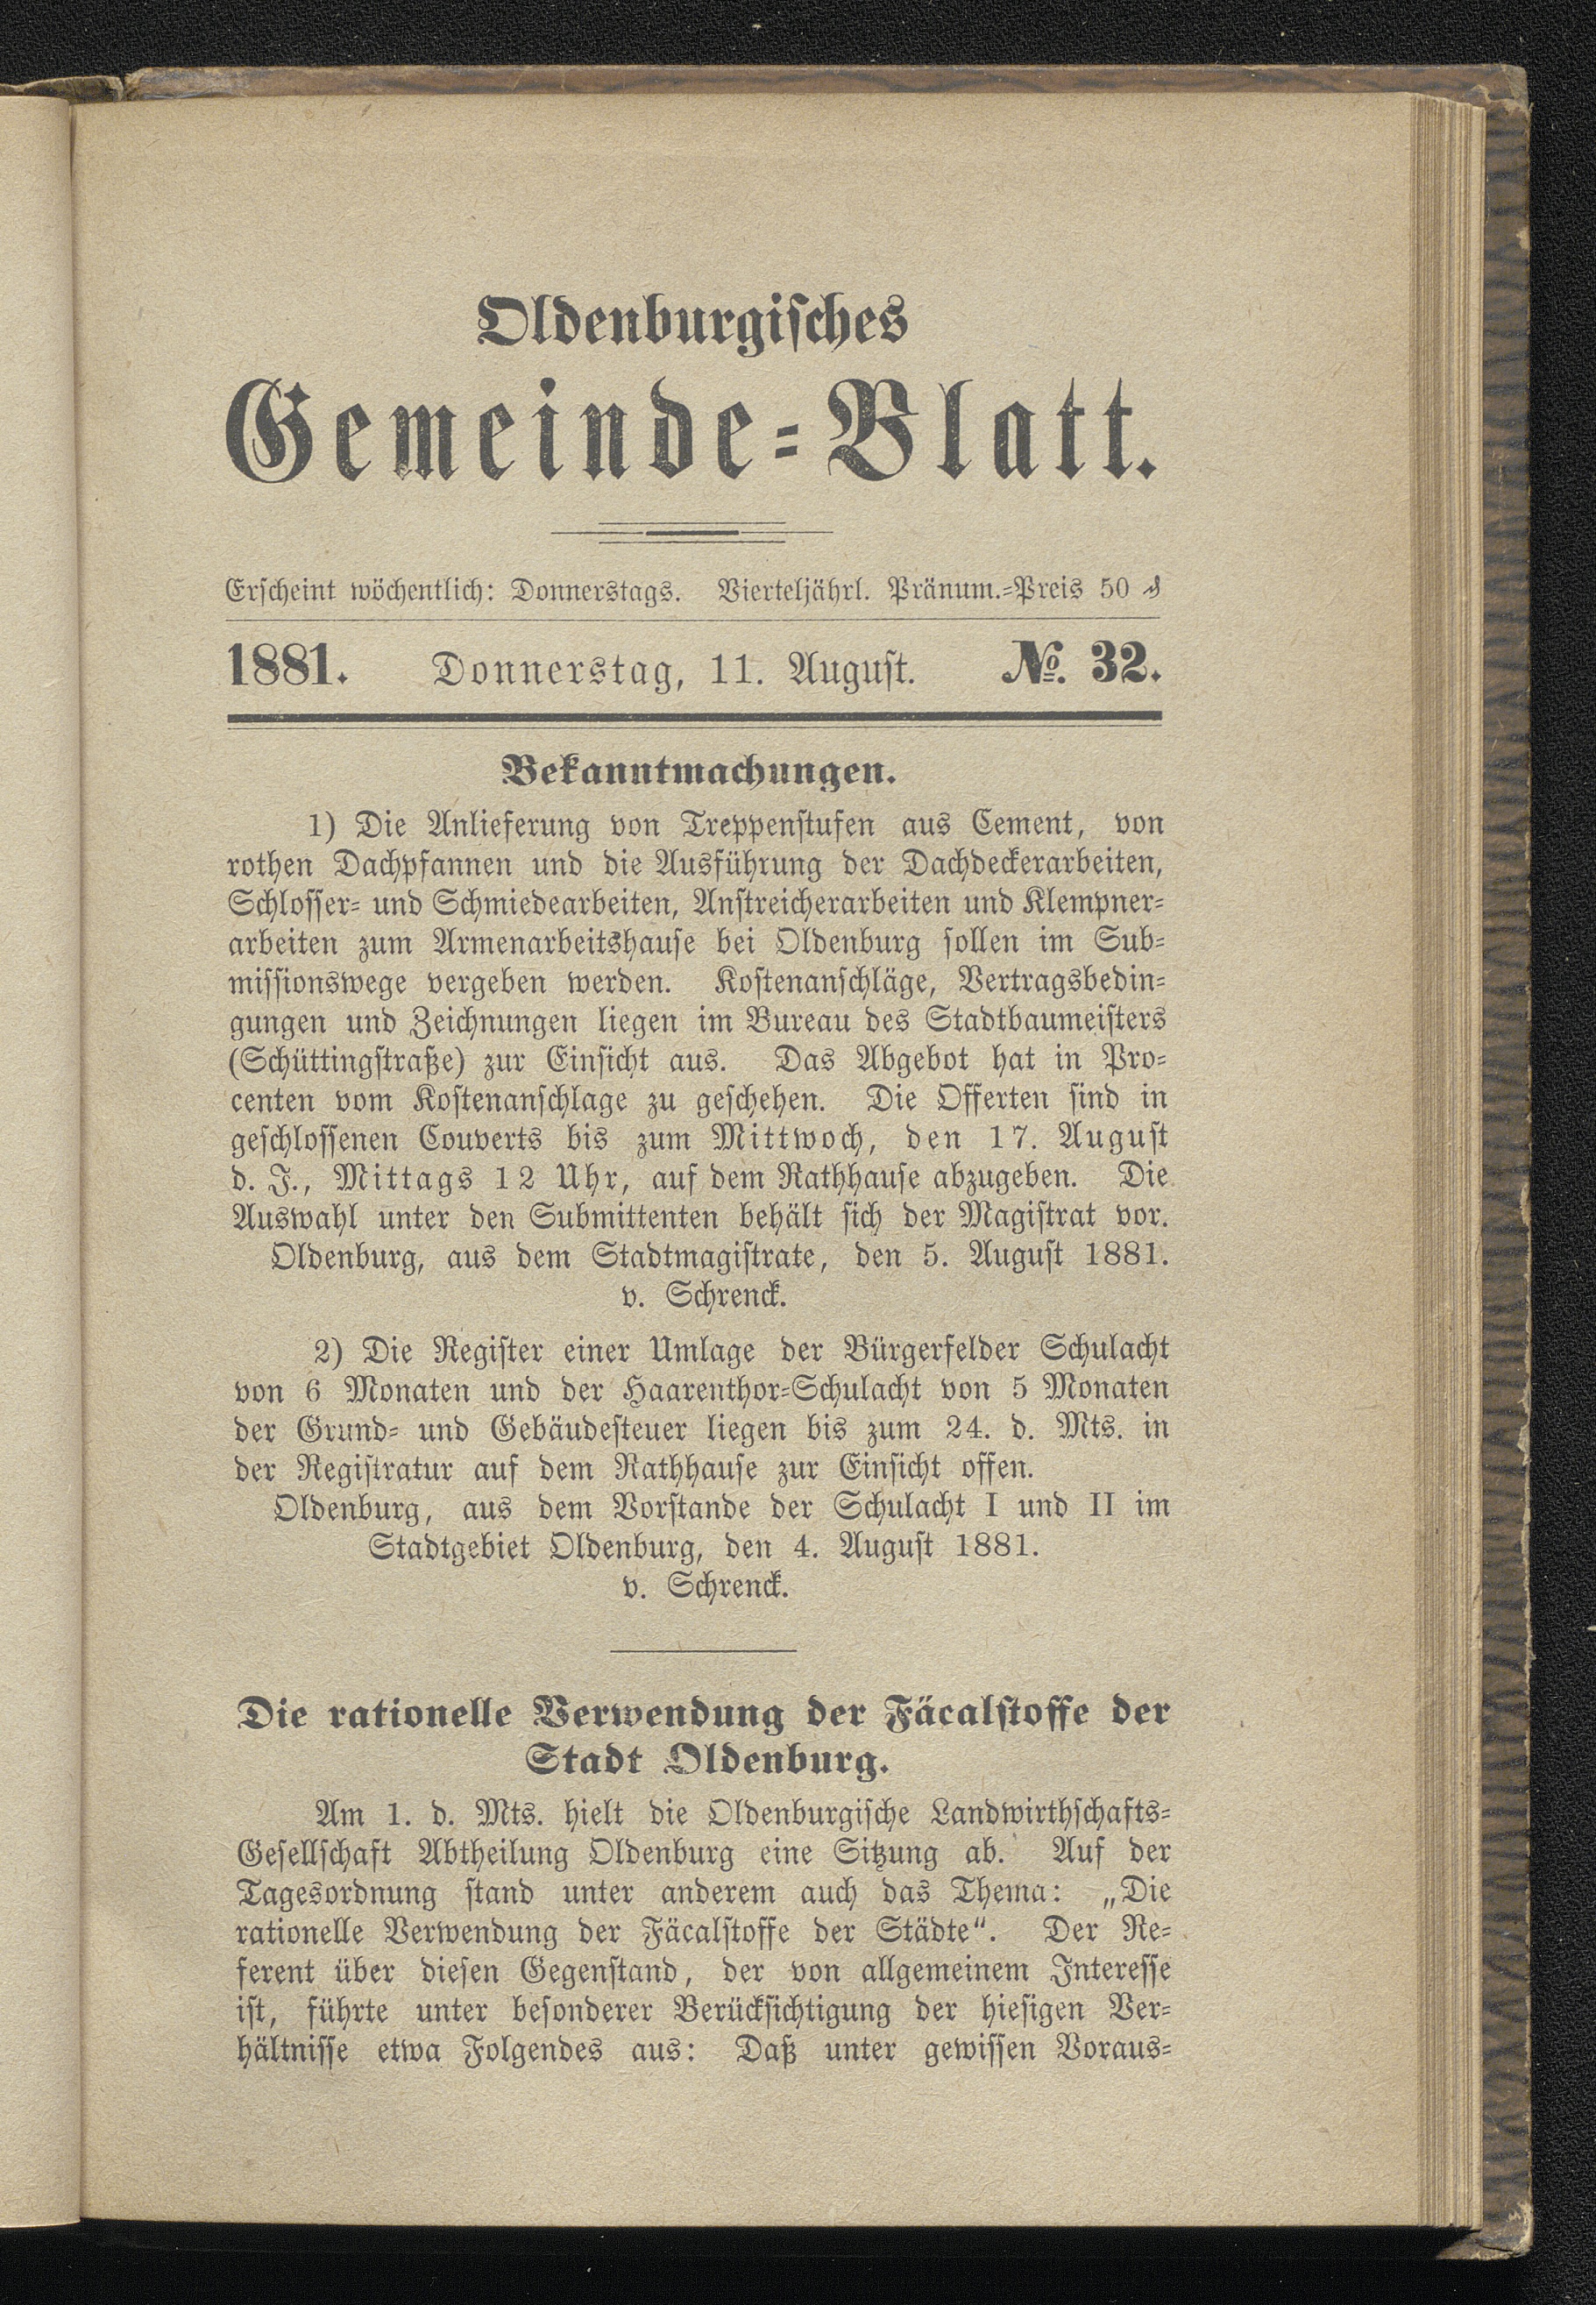 Oldenburgisches
Gemeinde-Blatt.
Erscheint wöchentlich: Donnerstags. Vierteljährl. Pränum.-Preis 50 ₰
1881. Donnerstag, 11. August. №. 32.
Bekanntmachungen.
1) Die Anlieferung von Treppenstufen aus Cement, von
rothen Dachpfannen und die Ausführung der Dachdeckerarbeiten,
Schlosser- und Schmiedearbeiten, Anstreicherarbeiten und Klempner-
arbeiten zum Armenarbeitshause bei Oldenburg sollen im Sub-
missionswege vergeben werden. Kostenanschläge, Vertragsbedin-
gungen und Zeichnungen liegen im Bureau des Stadtbaumeisters
(Schüttingstraße) zur Einsicht aus. Das Abgebot hat in Pro-
centen vom Kostenanschlage zu geschehen. Die Offerten sind in
geschlossenen Couverts bis zum Mittwoch, den 17. August
d. J., Mittags 12 Uhr, auf dem Rathhause abzugeben. Die
Auswahl unter den Submittenten behält sich der Magistrat vor.
Oldenburg, aus dem Stadtmagistrate, den 5. August 1881.
v. Schrenck.
2) Die Register einer Umlage der Bürgerfelder Schulacht
von 6 Monaten und der Haarenthor-Schulacht von 5 Monaten
der Grund- und Gebäudesteuer liegen bis zum 24. d. Mts. in
der Registratur auf dem Rathhause zur Einsicht offen.
Oldenburg, aus dem Vorstande der Schulacht I und II im
Stadtgebiet Oldenburg, den 4. August 1881.
v. Schrenck.
Die rationelle Verwendung der Fäcalstoffe der
Stadt Oldenburg.
Am 1. d. Mts. hielt die Oldenburgische Landwirthschafts-
Gesellschaft Abtheilung Oldenburg eine Sitzung ab. Auf der
Tagesordnung stand unter anderem auch das Thema: „Die
rationelle Verwendung der Fäcalstoffe der Städte“. Der Re-
ferent über diesen Gegenstand, der von allgemeinem Interesse
ist, führte unter besonderer Berücksichtigung der hiesigen Ver-
hältnisse etwa Folgendes aus: Daß unter gewissen Voraus-